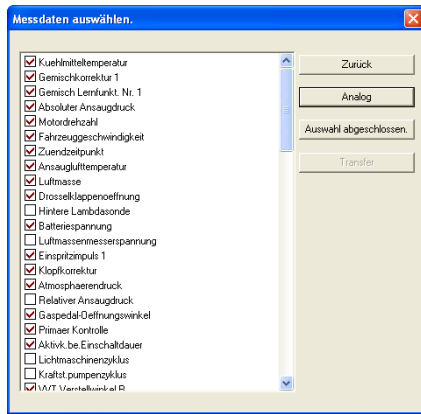 Messdaten auswählen.
Kuehlmitteltemperatur
Gemischkorrektur 1
Gemisch Lernfunkt. Nr. 1
Absoluter Ansaugdruck
Motordrehzahl
Fahrzeuggeschwindigkeit
Zuendzeitpunkt
Ansauglufttemperatur
Luftmasse
Drosselklappenoeffnung
Hintere Lambdasonde
Batteriespannung
Luftmassenmesserspannung
Einspritzimpuls 1
Klopfkorrektur
Atmosphaerendruck
Relativer Ansaugdruck
Gaspedal-Oeffnungswinkel
Primaer Kontrolle
Aktivk.be.Einschaltdauer
Lichtmaschinenzyklus
Kraftst.pumpenzyklus
VVT Verstellwinkel R
Zurück
Analog
Auswahl abgeschlossen.
Transfer